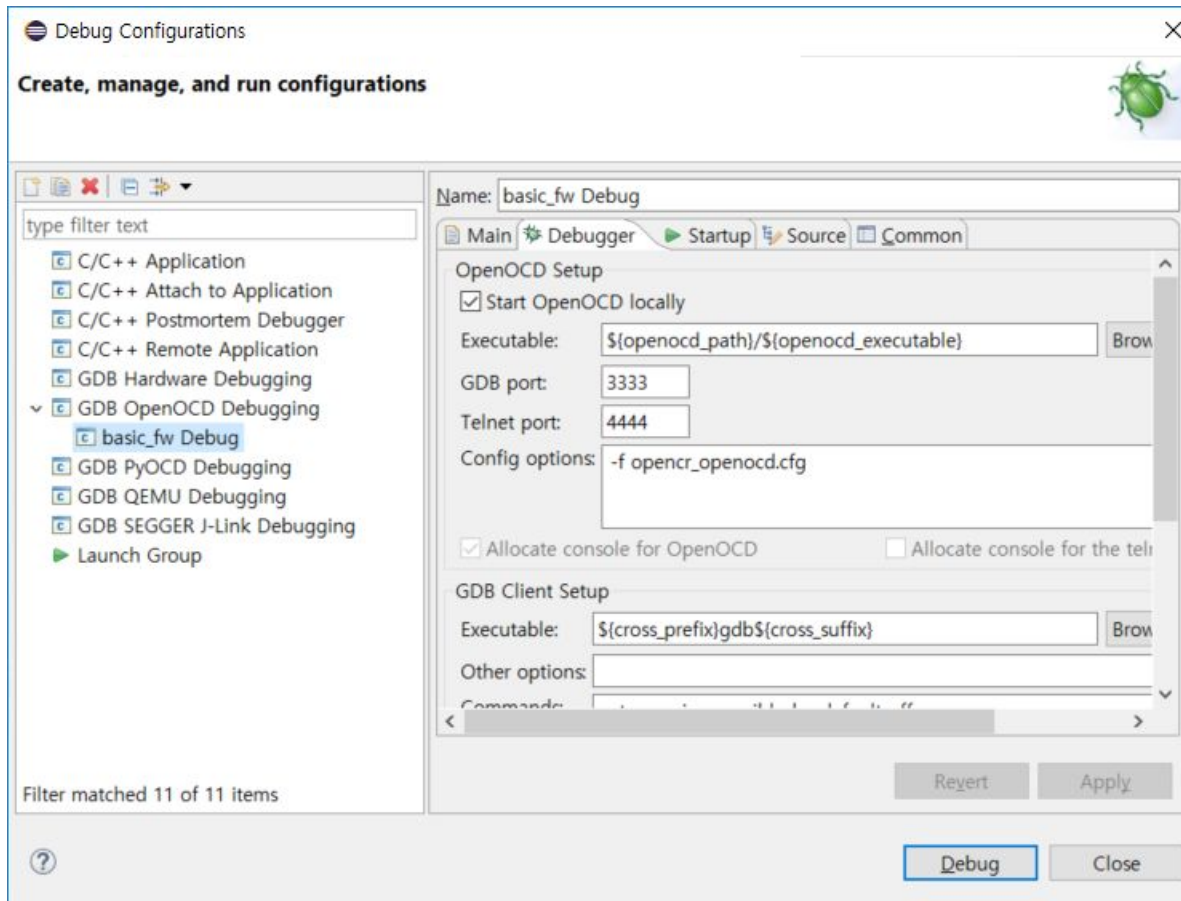 Debug Configurations
Create, manage, and run configurations
type filter text
C/C++ Application
C/C++ Attach to Application
C/C++ Postmortem Debugger
C/C++ Remote Application
GDB Hardware Debugging
GDB OpenOCD Debugging
basic_fw Debug
GDB PyOCD Debugging
GDB QEMU Debugging
GDB SEGGER J-Link Debugging
Launch Group
Filter matched 11 of 11 items
Name: basic_fw Debug
Main Debugger Startup Source Common
OpenOCD Setup
Start OpenOCD locally
Executable: ${openocd_path}/${openocd_executable} Brow
GDB port: 3333
Telnet port: 4444
Config options: -f opencr_openocd.cfg
Allocate console for OpenOCD Allocate console for the teln
GDB Client Setup
Executable: ${cross_prefix}gdb${cross_suffix} Brow
Other options:
Commands:
Revert Apply
Debug Close